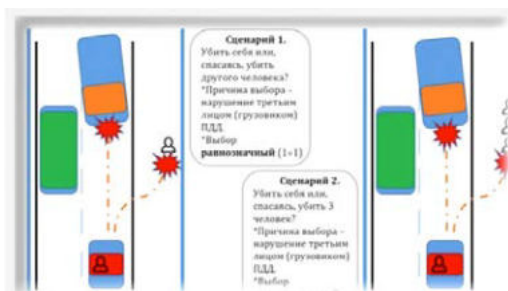 Сценарий 1.
Убить себя или,
спасаясь, убить
другого человека?
*Причина выбора –
нарушение третьим
лицом (грузовиком)
ПДД.
*Выбор
равнозначный (1=1)
Сценарий 2.
Убить себя или,
спасаясь, убить 3
человек?
*Причина выбора –
нарушение третьим
лицом (грузовиком)
ПДД.
*Выбор